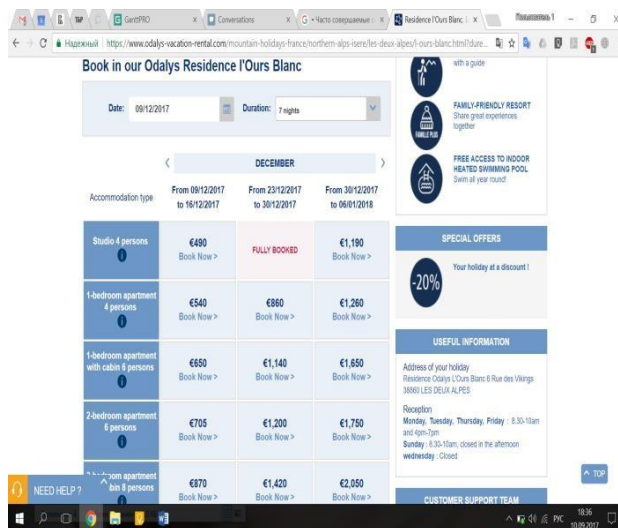 GanttPRO
Conversations
Часто совершаемые
Residence l'Ours Blanc,
Надежный https://www.odalys-vacation-rental.com/mountain-holidays-france/northern-alps-isere/les-deux-alpes/l-ours-blanc.html?dure...
Book in our Odalys Residence
l'Ours Blanc
Date: 09/12/2017 Duration: 7 nights
DECEMBER
Accommodation type
From 09/12/2017
to 16/12/2017
From 23/12/2017
to 30/12/2017
From 30/12/2017
to 06/01/2018
Studio 4 persons
€490
Book Now >
FULLY BOOKED
€1,190
Book Now >
1-bedroom apartment
4 persons
€540
Book Now >
€860
Book Now >
€1,260
Book Now >
1-bedroom apartment
with cabin 6 persons
€650
Book Now >
€1,140
Book Now >
€1,650
Book Now >
2-bedroom apartment
6 persons
€705
Book Now >
€1,200
Book Now >
€1,750
Book Now >
apartment
8 persons
€870
Book Now >
€1,420
Book Now >
€2,050
Book Now >
with a guide
FAMILLE PLUS
FAMILY-FRIENDLY RESORT
Share great experiences
together
FREE ACCESS TO INDOOR
HEATED SWIMMING POOL
Swim all year round!
SPECIAL OFFERS
-20%
Your holiday at a discount !
USEFUL INFORMATION
Address of your holiday
Résidence Odalys L'Ours Blanc 6 Rue des Vikings
38860 LES DEUX ALPES
Reception
Monday, Tuesday, Thursday, Friday : 8.30-10am
and 4pm-7pm
Sunday : 8.30-10am, closed in the afternoon
wednesday : Closed
CUSTOMER SUPPORT TEAM
TOP
NEED HELP ?
РУС
18:36
10.09.2017